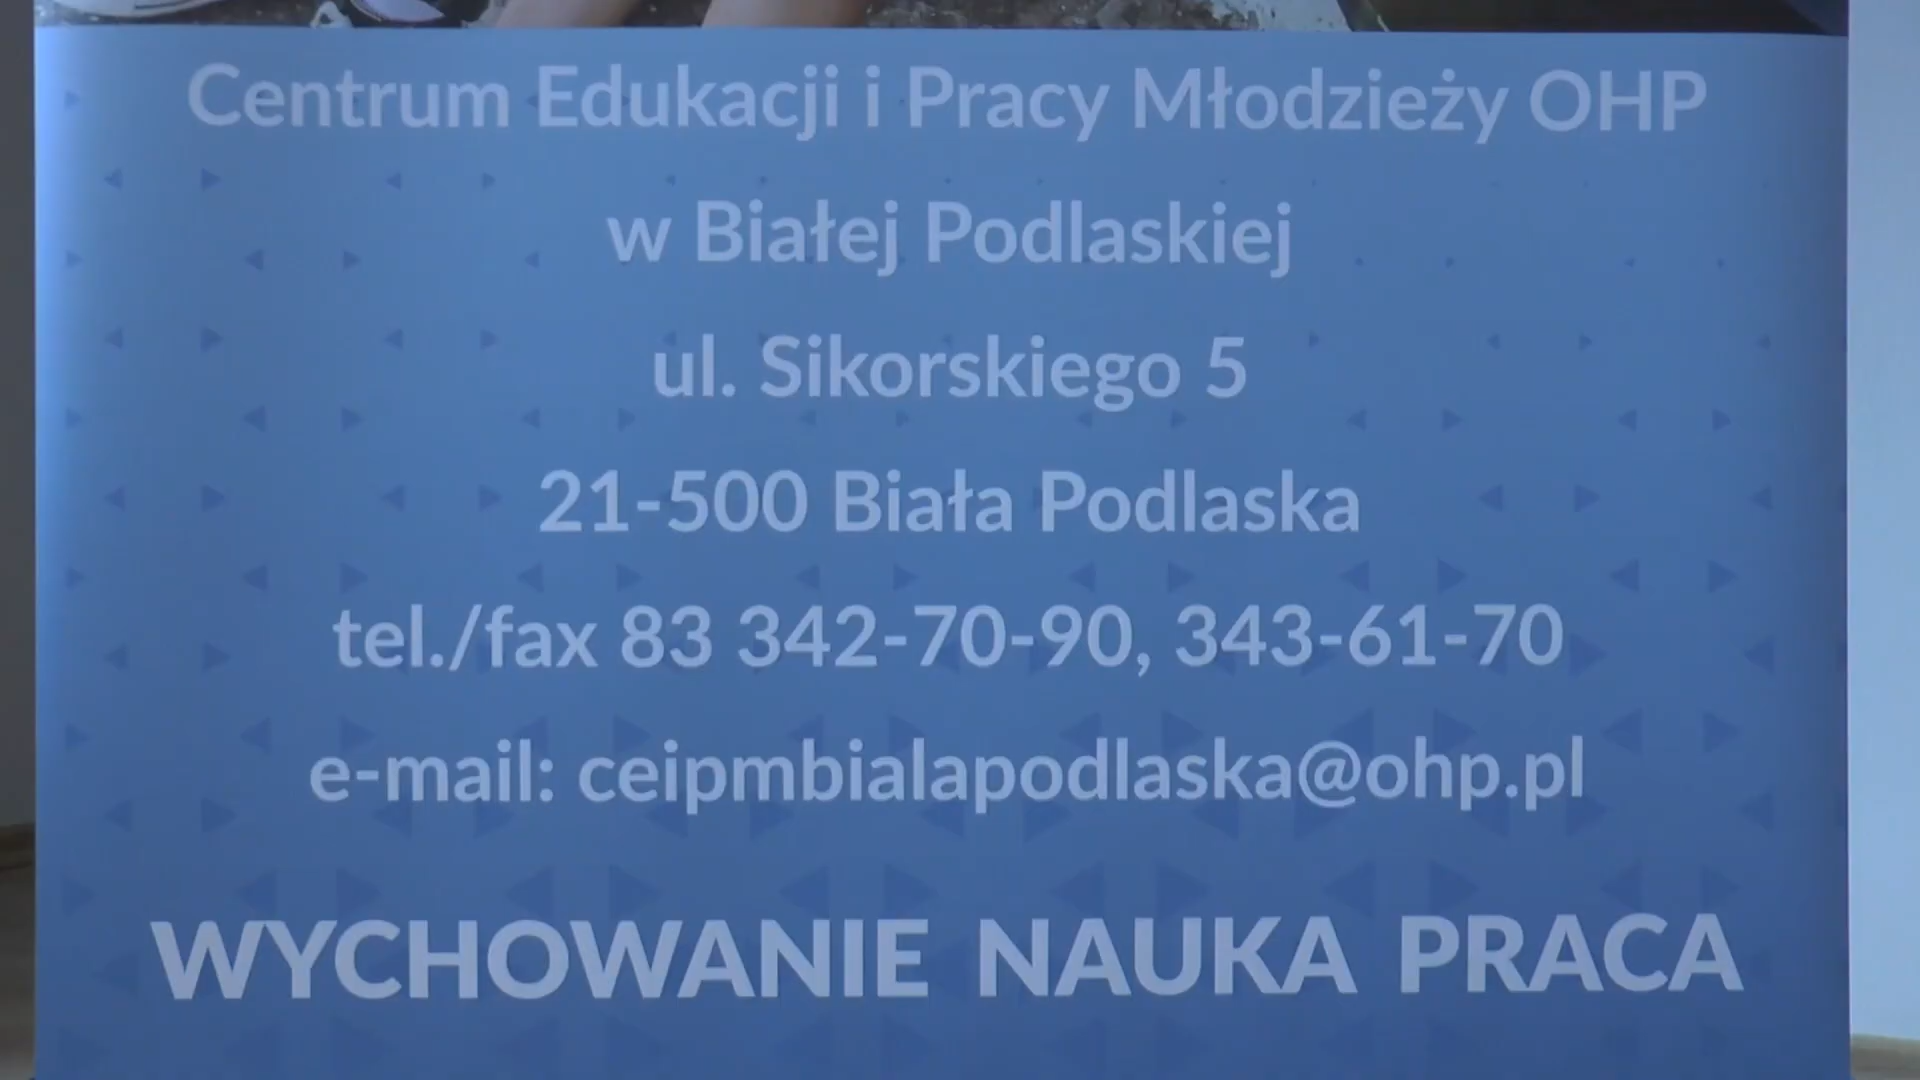 Centrum Edukacji i Pracy Młodzieży OHP
w Białej Podlaskiej
ul. Sikorskiego 5
21-500 Biała Podlaska
tel./fax 83 342-70-90, 343-61-70
e-mail: ceipmbialapodlaska@ohp.pl
WYCHOWANIE NAUKA PRACA